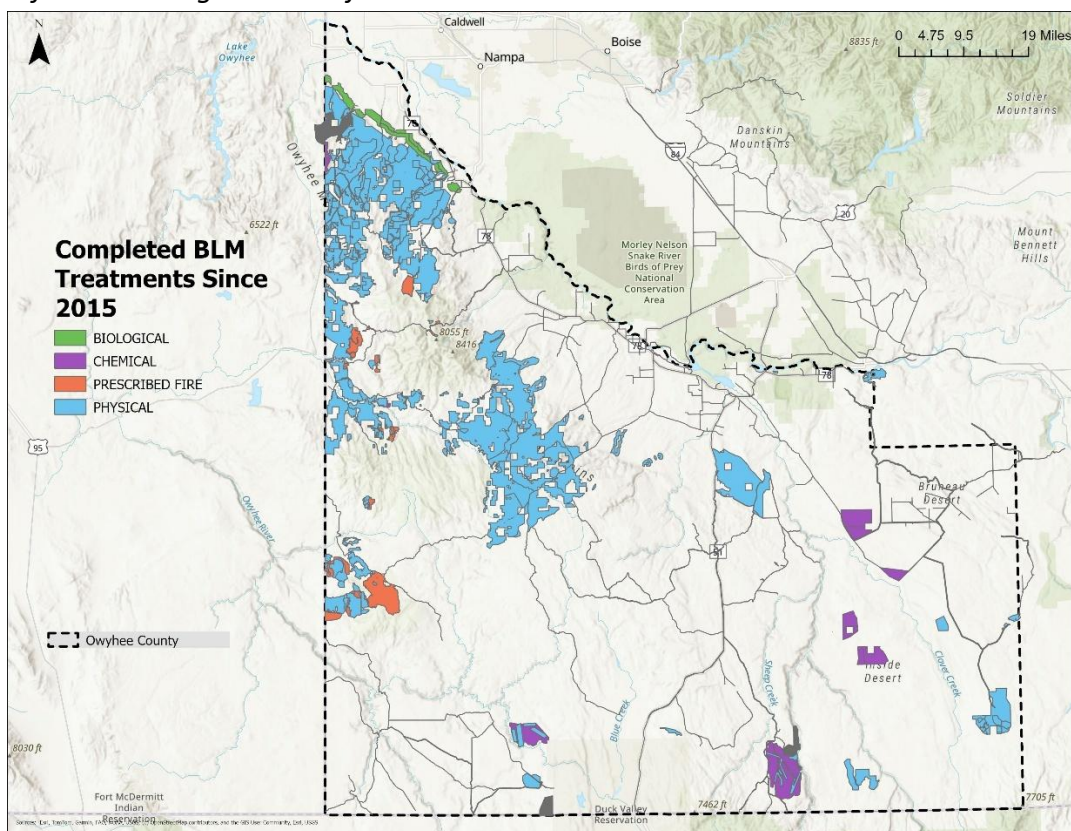 N
Caldwell
Nampa
Boise
0 4.75 9.5 19 Miles
8835 ft
Lake
Owyhee
Soldier
Mountains
Danskin
Mountains
84
20
Mount
Bennett
Hills
Owyhee M
6522 ft
78
Morley Nelson
Snake River
Birds of Prey
National
Conservation
Area
Completed BLM
Treatments Since
2015
BIOLOGICAL
CHEMICAL
PRESCRIBED FIRE
PHYSICAL
8055 ft
8416
78
78
95
ins
Bruneau
Desert
Owyhee River
51
Owyhee County
Inside
Desert
Clover Creek
Sheep Creek
Blue Creek
8030 ft
Fort McDermitt
Indian
Reservation
Duck Valley
Reservation
7462 ft
7705 ft